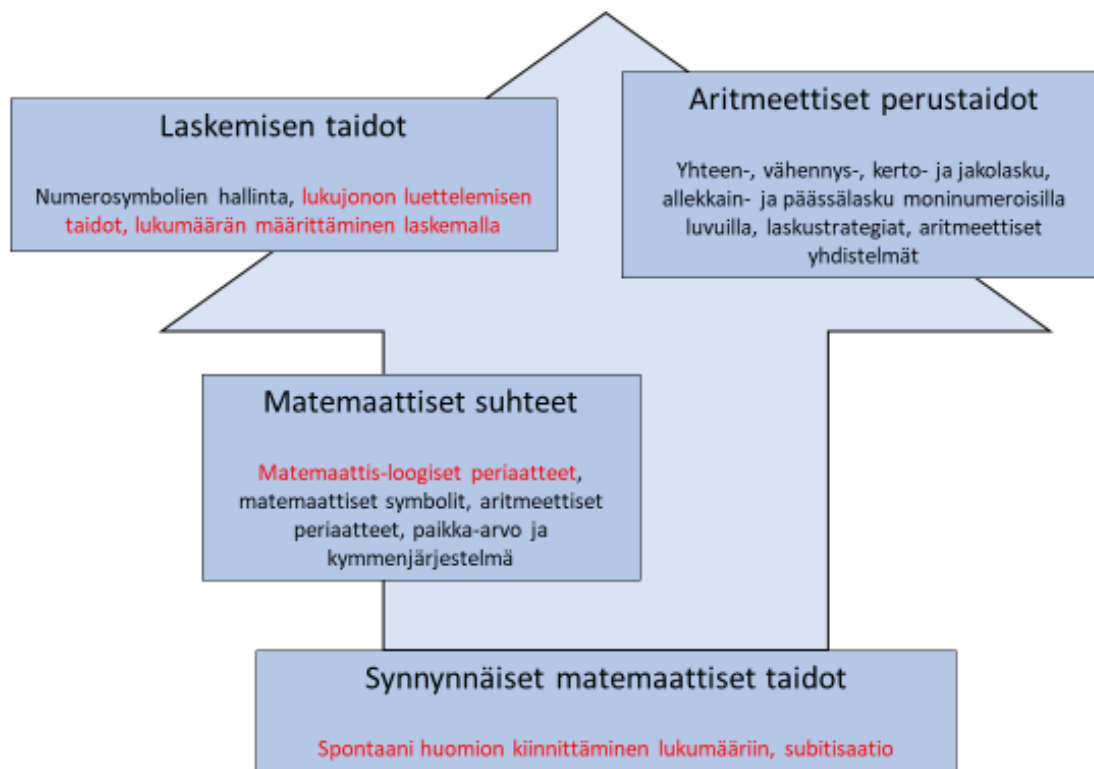 Laskemisen taidot
Numerosymbolien hallinta, lukujonon luettelemisen
taidot, lukumäärän määrittäminen laskemalla
Aritmeettiset perustaidot
Yhteen-, vähennys-, kerto- ja jakolasku,
allekkain- ja päässälasku moninumeroisilla
luvuilla, laskustrategiat, aritmeettiset
yhdistelmät
Matemaattiset suhteet
Matemaattis-loogiset periaatteet,
matemaattiset symbolit, aritmeettiset
periaatteet, paikka-arvo ja
kymmenjärjestelmä
Synnynnäiset matemaattiset taidot
Spontaani huomion kiinnittäminen lukumääriin, subitisaatio